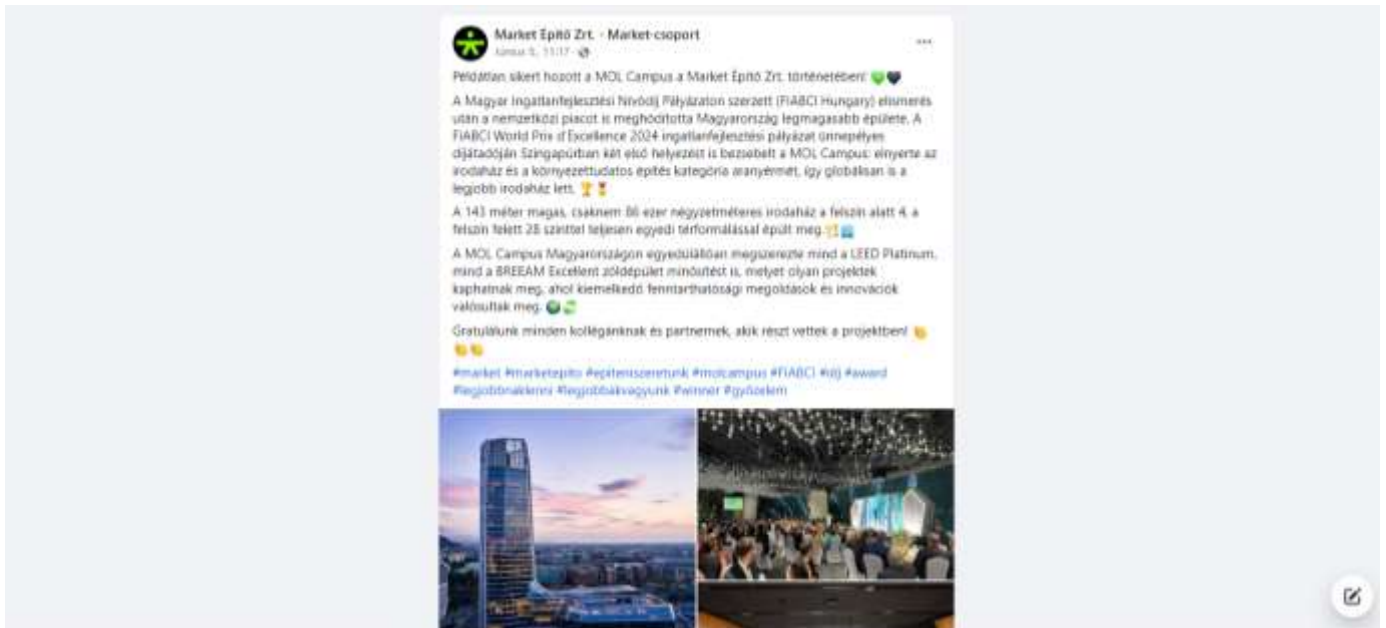 Market Építő Zrt. - Market-csoport
június 5., 11:17 ·
Példátlan sikert hozott a MOL Campus a Market Építő Zrt. történetében! 💚🖤
A Magyar Ingatlanfejlesztési Nívódíj Pályázaton szerzett (FIABCI Hungary) elismerés
után a nemzetközi piacot is meghódította Magyarország legmagasabb épülete. A
FIABCI World Prix d'Excellence 2024 ingatlanfejlesztési pályázat ünnepélyes
díjátadóján Szingapúrban két első helyezést is bezsebelt a MOL Campus: elnyerte az
irodaház és a környezettudatos építés kategória aranyérmét, így globálisan is a
legjobb irodaház lett. 🏆🏅
A 143 méter magas, csaknem 86 ezer négyzetméteres irodaház a felszín alatt 4, a
felszín felett 28 szinttel teljesen egyedi térformálással épült meg.
A MOL Campus Magyarországon egyedülállóan megszerezte mind a LEED Platinum,
mind a BREEAM Excellent zöldépület minősítést is, melyet olyan projektek
kaphatnak meg, ahol kiemelkedő fenntarthatósági megoldások és innovációk
valósultak meg. 🌍♻️
Gratulálunk minden kollégánknak és partnernek, akik részt vettek a projektben! 👏
👏👏
#market #marketepito #epiteniszeretunk #molcampus #FIABCI #díj #award
#legjobbnaklenni #legjobbakvagyunk #winner #győzelem